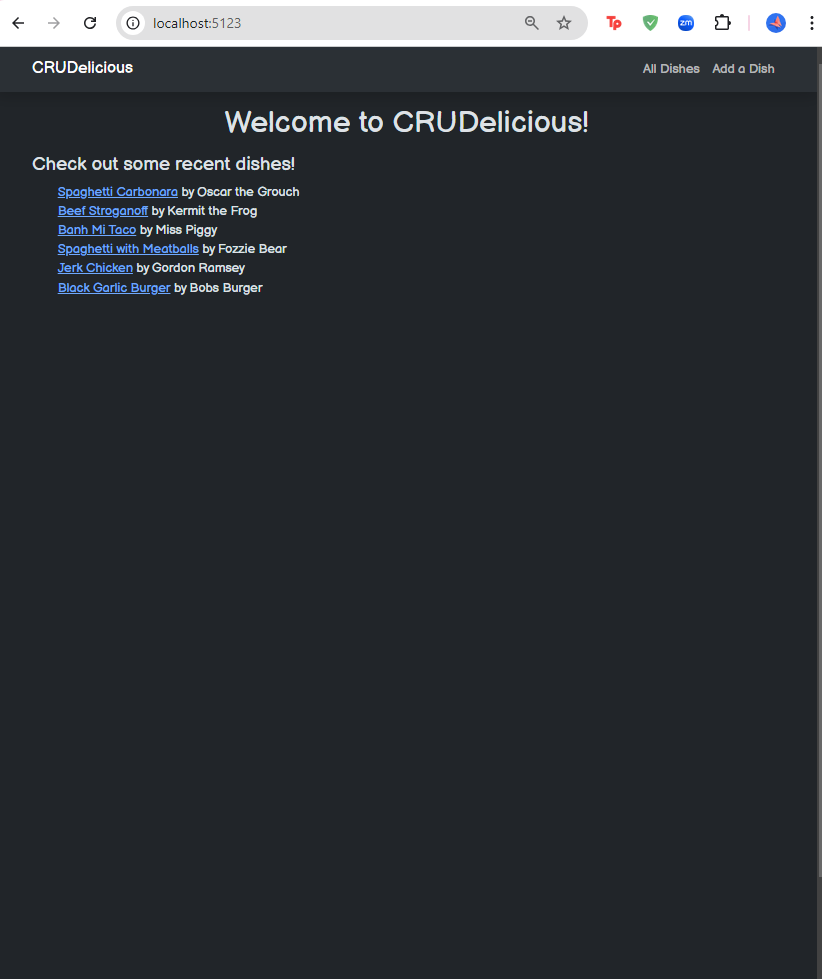 localhost:5123
Tp
zm
CRUDelicious All Dishes Add a Dish
Welcome to CRUDelicious!
Check out some recent dishes!
Spaghetti Carbonara by Oscar the Grouch
Beef Stroganoff by Kermit the Frog
Banh Mi Taco by Miss Piggy
Spaghetti with Meatballs by Fozzie Bear
Jerk Chicken by Gordon Ramsey
Black Garlic Burger by Bobs Burger